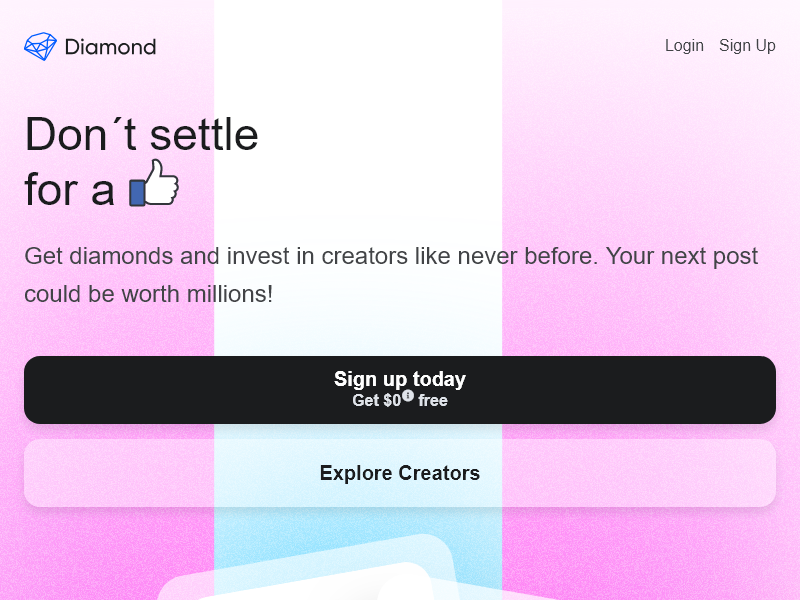 Diamond
Login
Sign Up
Don´t settle
for a
Get diamonds and invest in creators like never before. Your next post
could be worth millions!
Sign up today
Get $0 free
Explore Creators